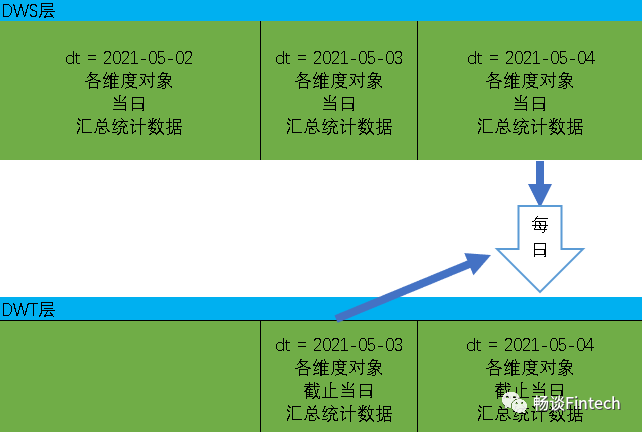 DWS层
dt = 2021-05-02
各维度对象
当日
汇总统计数据
dt = 2021-05-03
各维度对象
当日
汇总统计数据
dt = 2021-05-04
各维度对象
当日
汇总统计数据
每
日
DWT层
dt = 2021-05-03
各维度对象
截止当日
汇总统计数据
dt = 2021-05-04
各维度对象
截止当日
汇总统计数据
畅谈Fintech